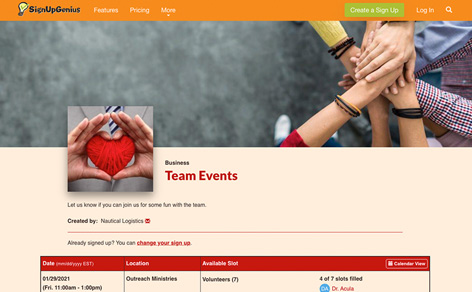 SignUpGenius Features Pricing More Create a Sign Up Log In
Business
Team Events
Let us know if you can join us for some fun with the team.
Created by: Nautical Logistics
Already signed up? You can change your sign up.
Date (mm/dd/yyyy EST) Location Available Slot Calendar View
01/29/2021 Outreach Ministries Volunteers (7) 4 of 7 slots filled
(Fri. 11:00am - 1:00pm) DA Dr. Acula